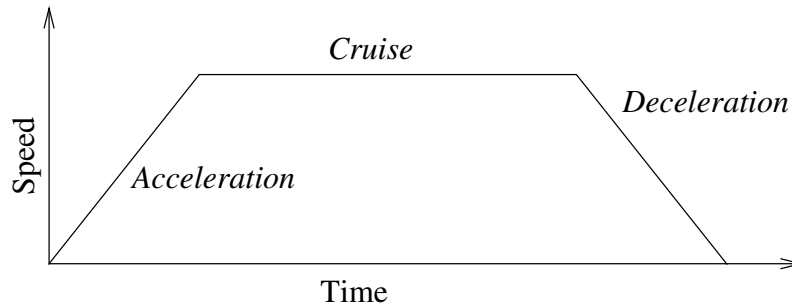 Cruise
Deceleration
Speed
Acceleration
Time